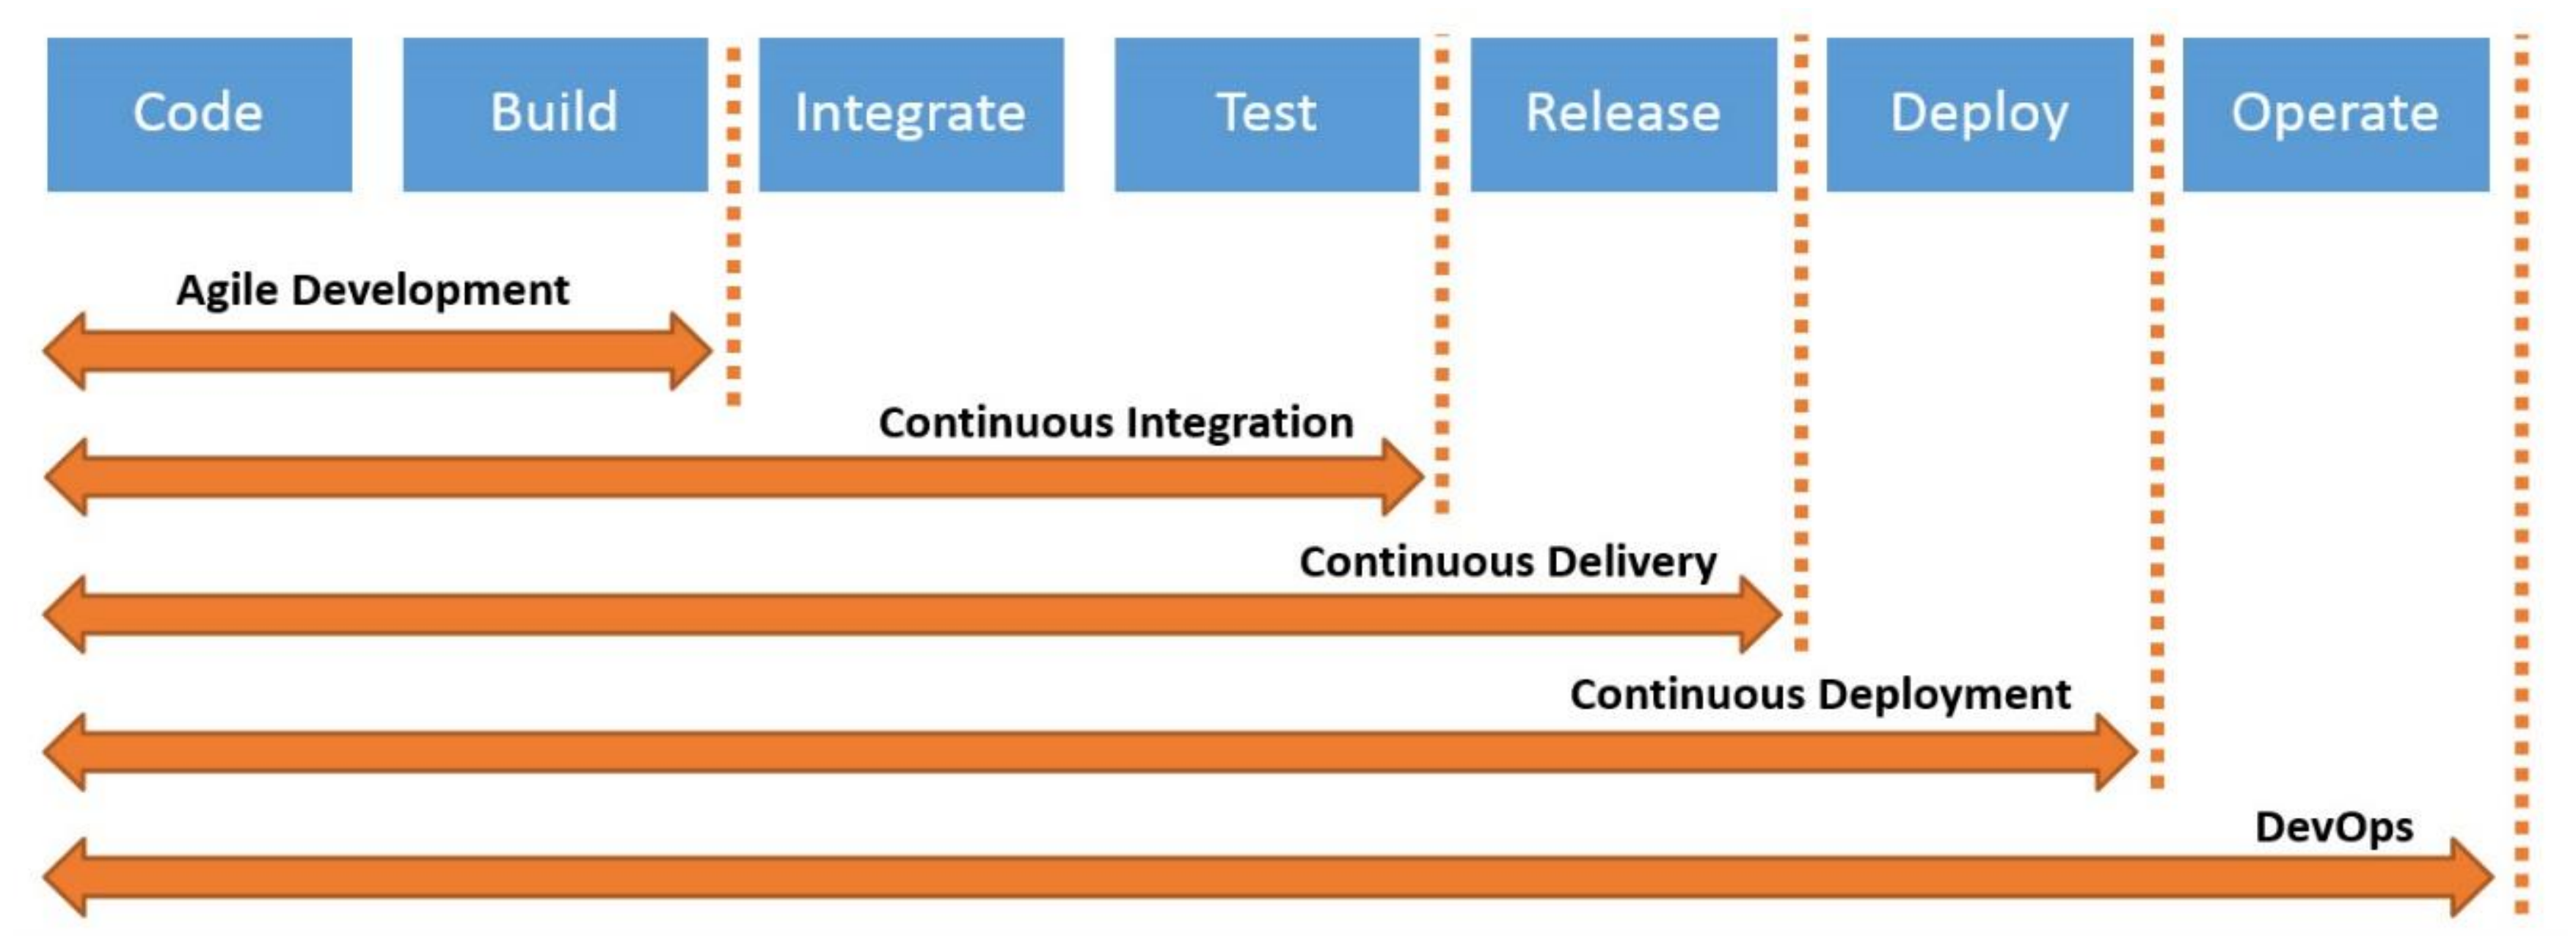 Code
Build
Integrate
Test
Release
Deploy
Operate
Agile Development
Continuous Integration
Continuous Delivery
Continuous Deployment
DevOps